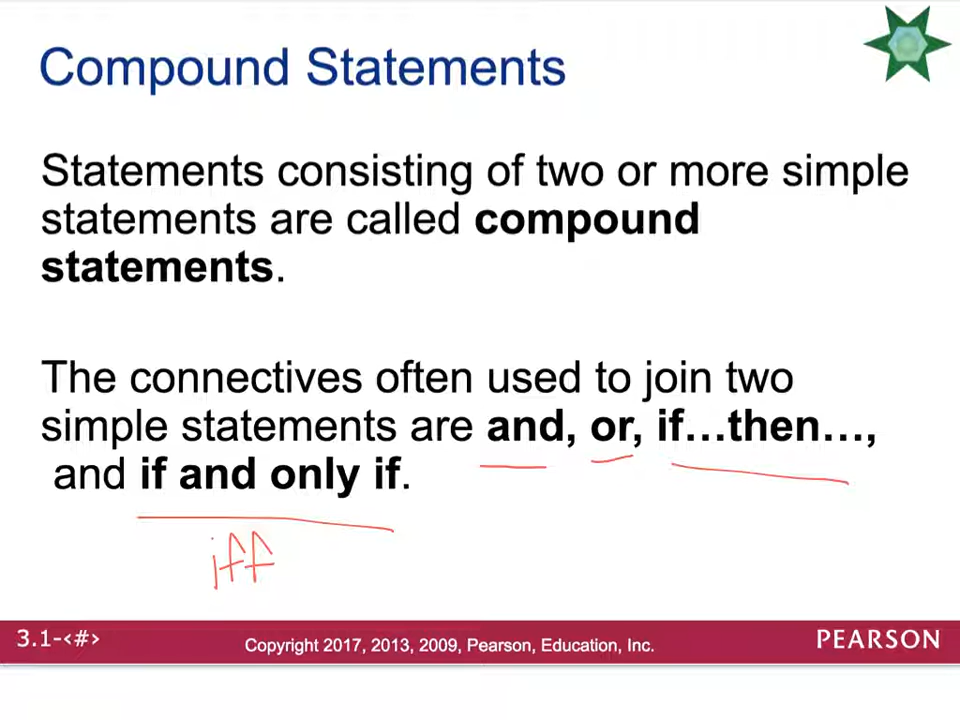 Compound Statements
Statements consisting of two or more simple
statements are called compound
statements.
The connectives often used to join two
simple statements are and, or, if…then…,
and if and only if.
iff
3.1-<#>
Copyright 2017, 2013, 2009, Pearson, Education, Inc.
PEARSON